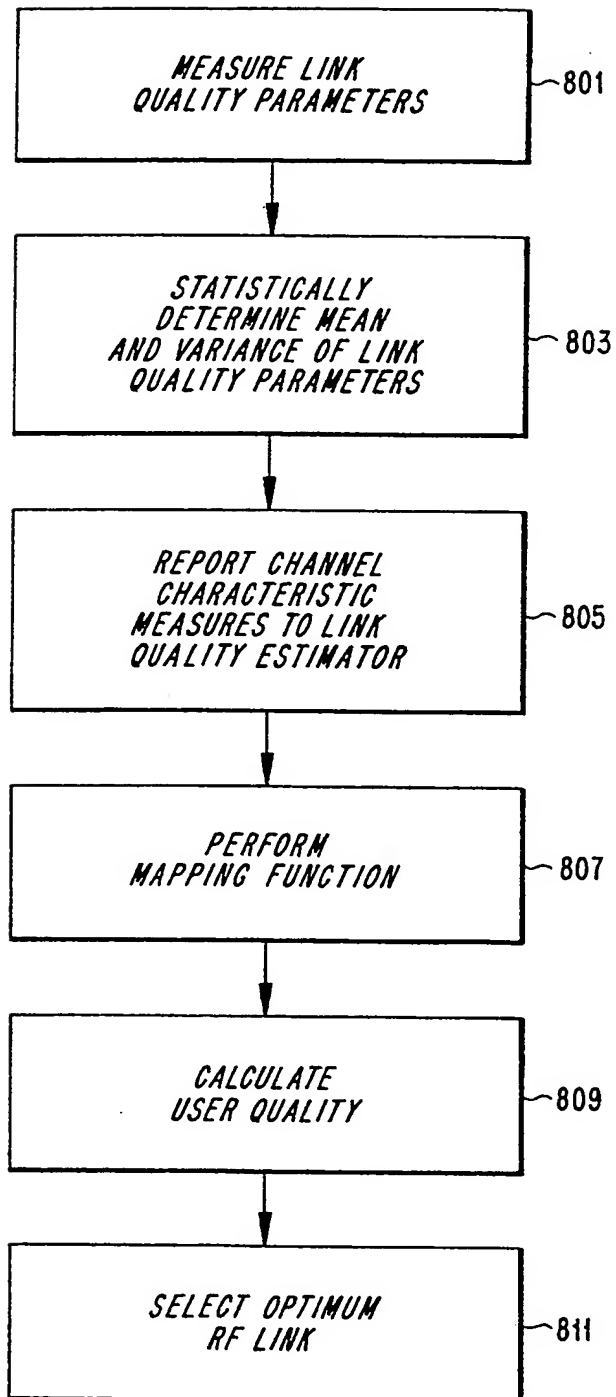 MEASURE LINK
QUALITY PARAMETERS
801
STATISTICALLY
DETERMINE MEAN
AND VARIANCE OF LINK
QUALITY PARAMETERS
803
REPORT CHANNEL
CHARACTERISTIC
MEASURES TO LINK
QUALITY ESTIMATOR
805
PERFORM
MAPPING FUNCTION
807
CALCULATE
USER QUALITY
809
SELECT OPTIMUM
RF LINK
811